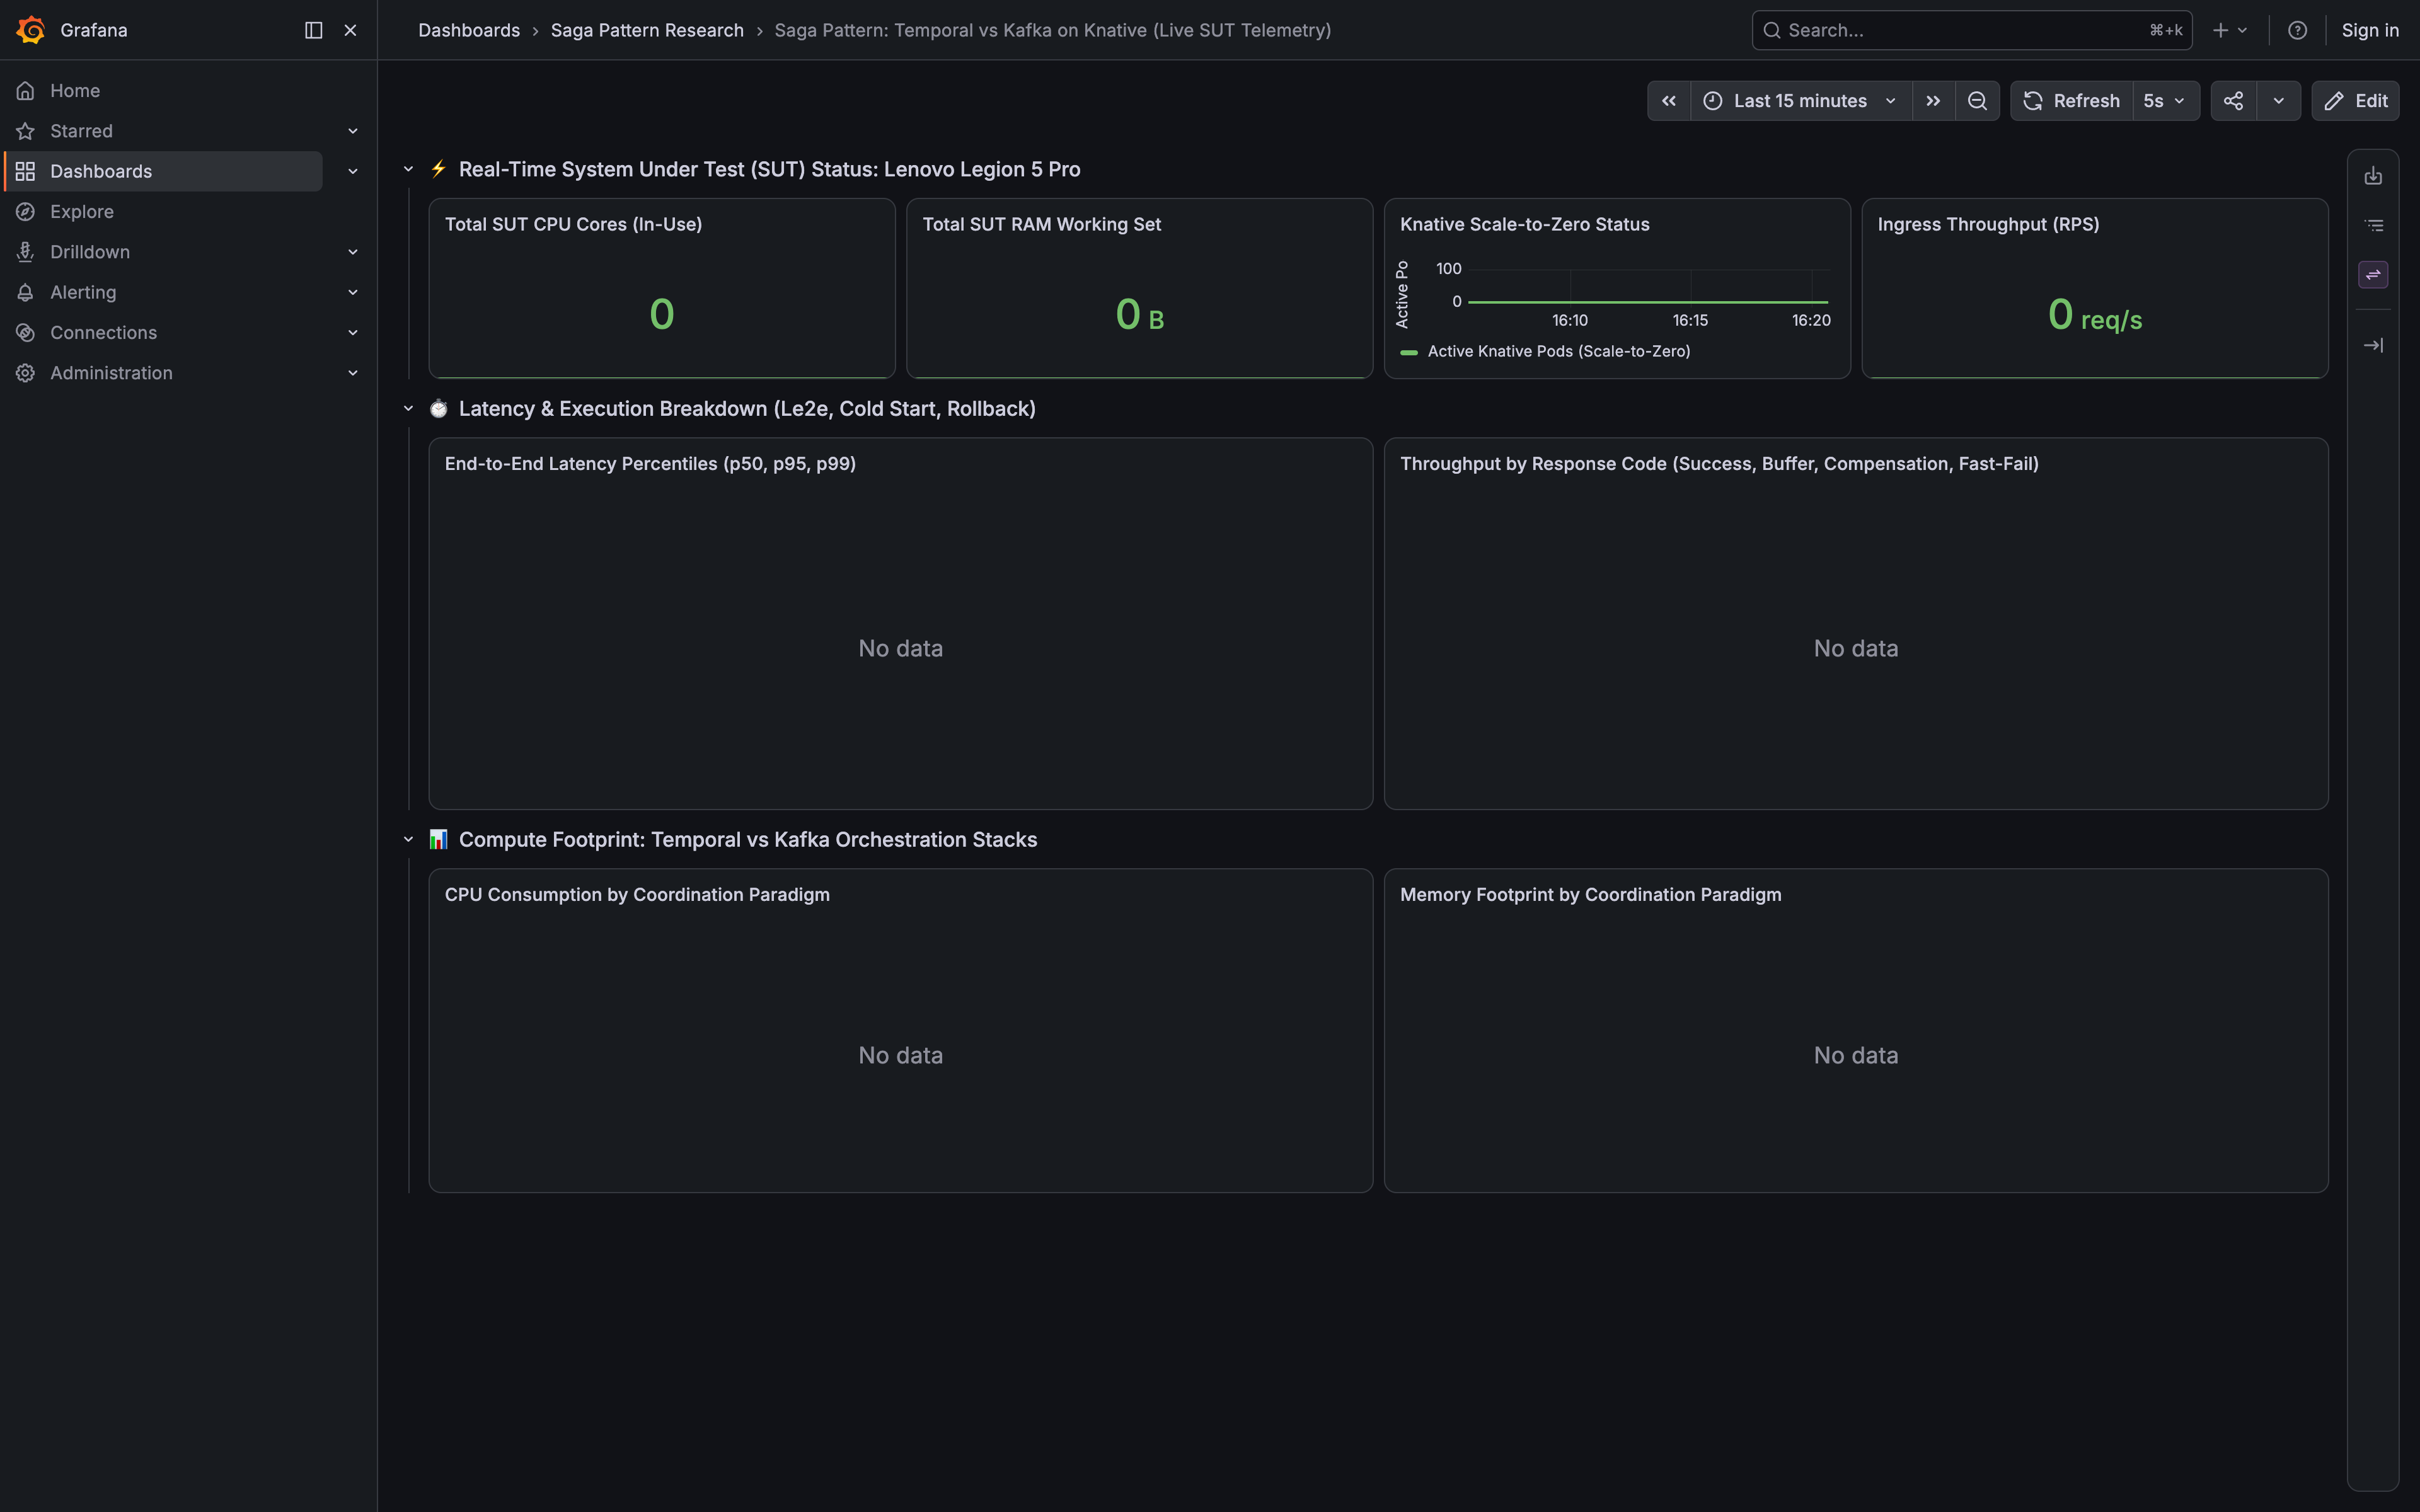 Grafana
Dashboards › Saga Pattern Research › Saga Pattern: Temporal vs Kafka on Knative (Live SUT Telemetry)
Search... ⌘+k
Sign in
Home
Starred
Dashboards
Explore
Drilldown
Alerting
Connections
Administration
Last 15 minutes
Refresh 5s
Edit
⚡ Real-Time System Under Test (SUT) Status: Lenovo Legion 5 Pro
Total SUT CPU Cores (In-Use)
0
Total SUT RAM Working Set
0 B
Knative Scale-to-Zero Status
Active Po
100
0
16:10 16:15 16:20
Active Knative Pods (Scale-to-Zero)
Ingress Throughput (RPS)
0 req/s
⏱ Latency & Execution Breakdown (Le2e, Cold Start, Rollback)
End-to-End Latency Percentiles (p50, p95, p99)
No data
Throughput by Response Code (Success, Buffer, Compensation, Fast-Fail)
No data
📊 Compute Footprint: Temporal vs Kafka Orchestration Stacks
CPU Consumption by Coordination Paradigm
No data
Memory Footprint by Coordination Paradigm
No data